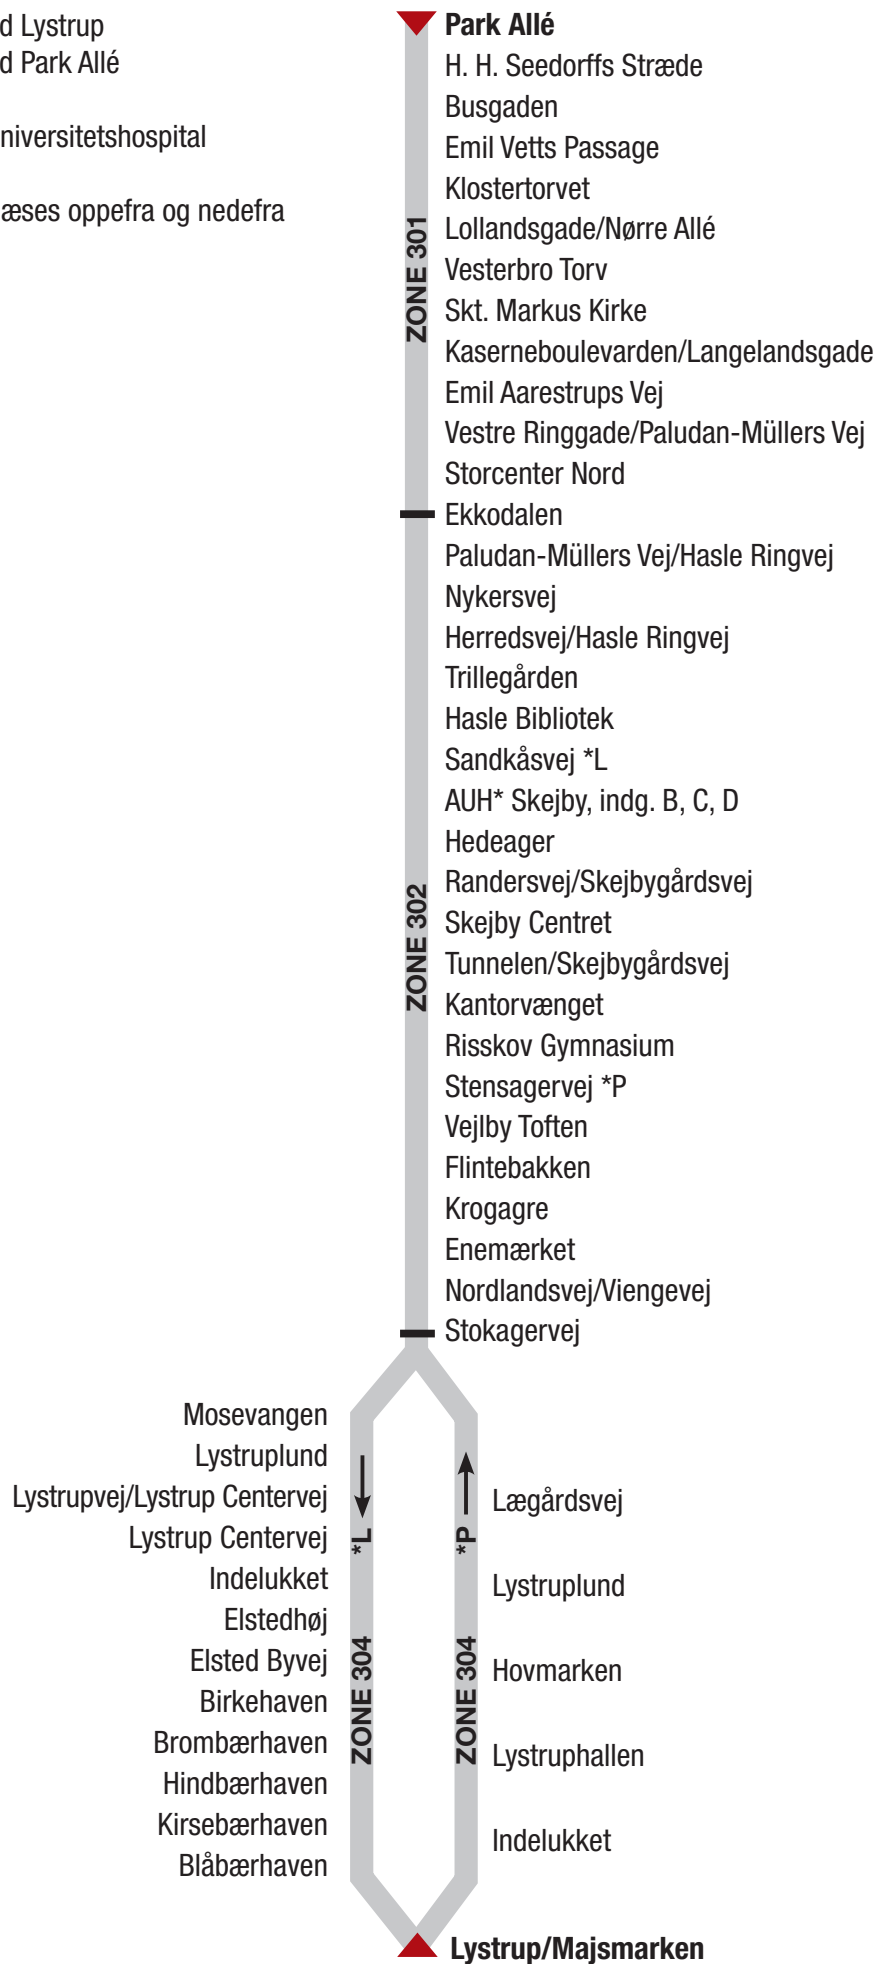 d Lystrup
d Park Allé
niversitetshospital
æses oppefra og nedefra
Park Allé
H. H. Seedorffs Stræde
Busgaden
Emil Vetts Passage
Klostertorvet
Lollandsgade/Nørre Allé
Vesterbro Torv
Skt. Markus Kirke
Kaserneboulevarden/Langelandsgade
Emil Aarestrups Vej
Vestre Ringgade/Paludan-Müllers Vej
Storcenter Nord
ZONE 301
Ekkodalen
Paludan-Müllers Vej/Hasle Ringvej
Nykersvej
Herredsvej/Hasle Ringvej
Trillegården
Hasle Bibliotek
Sandkåsvej *L
AUH* Skejby, indg. B, C, D
Hedeager
Randersvej/Skejbygårdsvej
Skejby Centret
Tunnelen/Skejbygårdsvej
Kantorvænget
Risskov Gymnasium
Stensagervej *P
Vejlby Toften
Flintebakken
Krogagre
Enemærket
Nordlandsvej/Viengevej
Stokagervej
ZONE 302
Mosevangen
Lystruplund
Lystrupvej/Lystrup Centervej
Lystrup Centervej
Indelukket
Elstedhøj
Elsted Byvej
Birkehaven
Brombærhaven
Hindbærhaven
Kirsebærhaven
Blåbærhaven
ZONE 304 *L
ZONE 304 *P
Lægårdsvej
Lystruplund
Hovmarken
Lystruphallen
Indelukket
Lystrup/Majsmarken